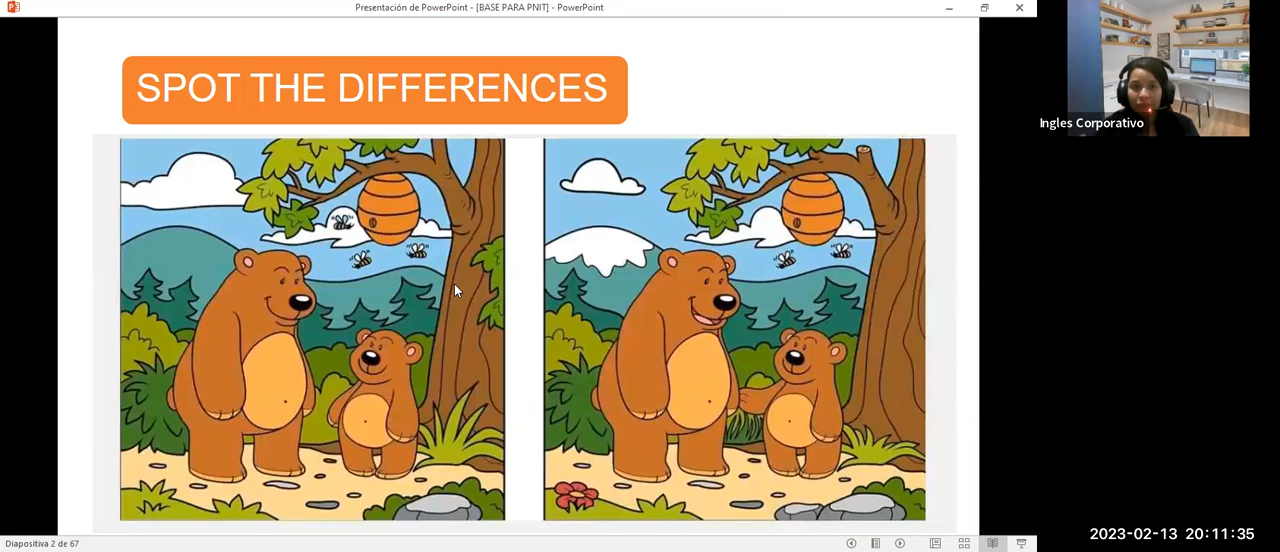 Presentación de PowerPoint - [BASE PARA PNIT] - PowerPoint
SPOT THE DIFFERENCES
Ingles Corporativo
2023-02-13 20:11:35
Diapositiva 2 de 67